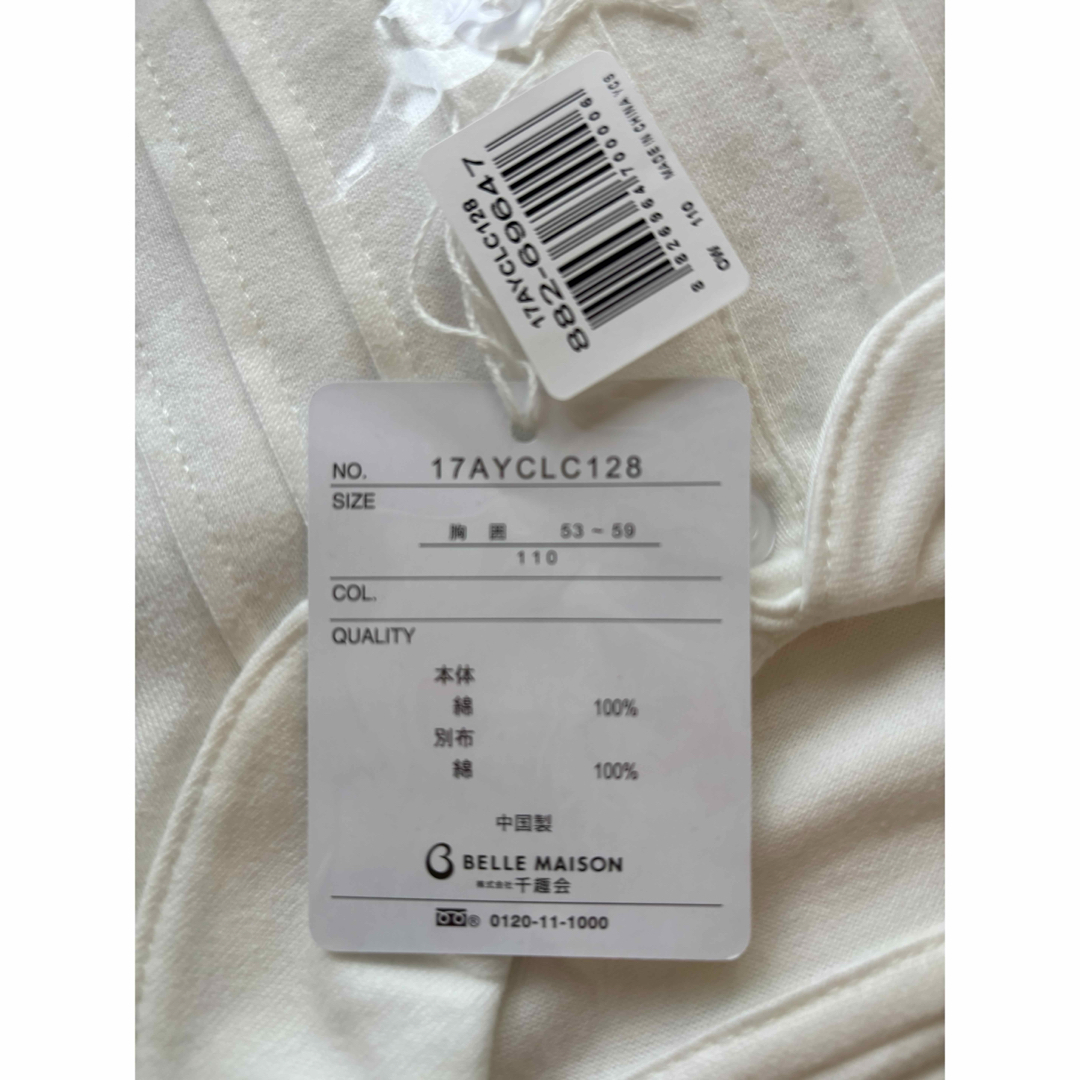 17AYCLC128
882-69647
8826964700006
OW 110 MADE IN CHINA YCS
NO. 17AYCLC128
SIZE
胸 囲 53 ~ 59
110
COL.
QUALITY
本体
綿 100%
別布
綿 100%
中国製
BELLE MAISON
株式会社千趣会
® 0120-11-1000